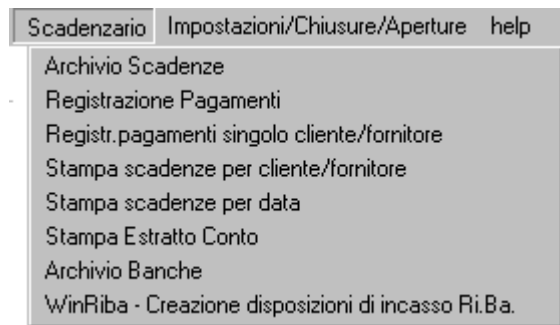 Scadenzario Impostazioni/Chiusure/Aperture help
Archivio Scadenze
Registrazione Pagamenti
Registr.pagamenti singolo cliente/fornitore
Stampa scadenze per cliente/fornitore
Stampa scadenze per data
Stampa Estratto Conto
Archivio Banche
WinRiba - Creazione disposizioni di incasso Ri.Ba.